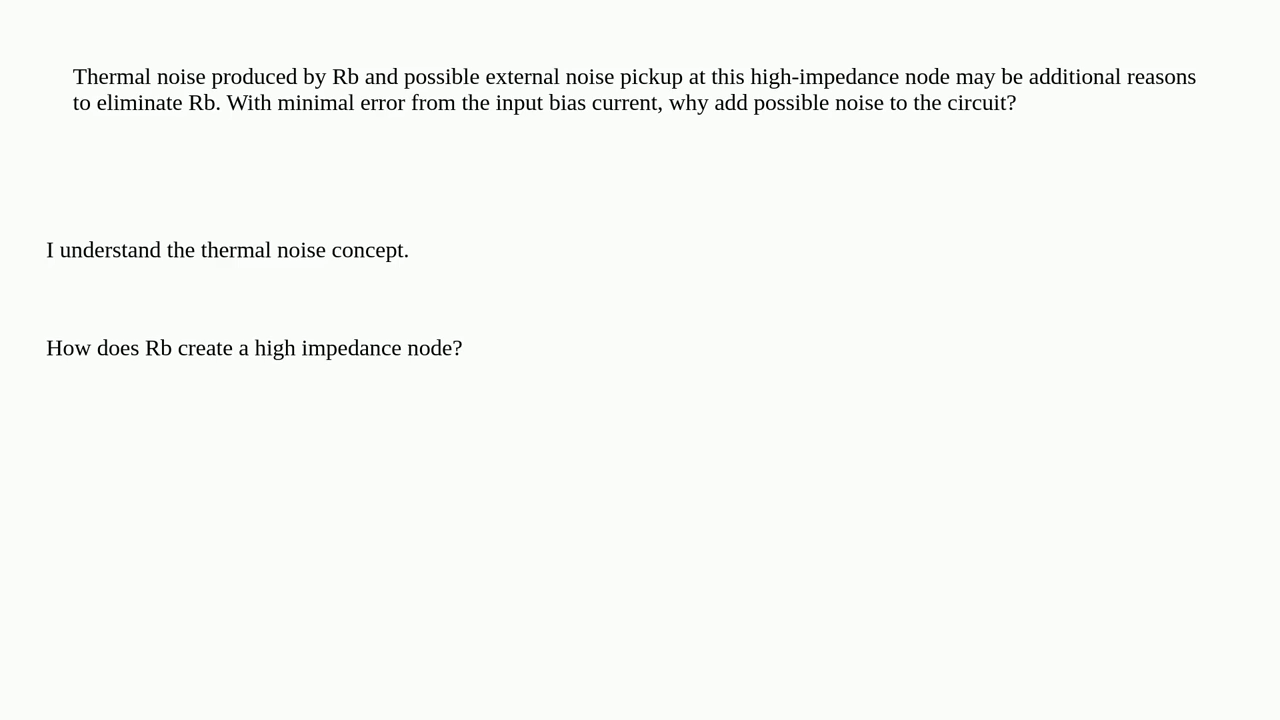 Thermal noise produced by Rb and possible external noise pickup at this high-impedance node may be additional reasons
to eliminate Rb. With minimal error from the input bias current, why add possible noise to the circuit?
I understand the thermal noise concept.
How does Rb create a high impedance node?